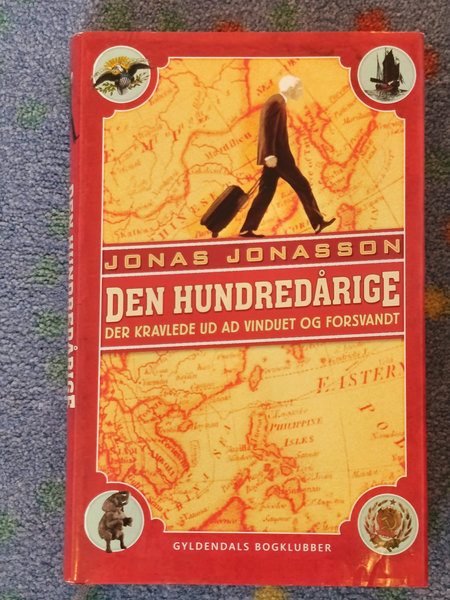 JONAS JONASSON
DEN HUNDREDÅRIGE
DER KRAVLEDE UD AD VINDUET OG FORSVANDT
EASTERN
PHILIPPINE
ISLES
GYLDENDALS BOGKLUBBER
DEN HUNDREDÅRIGE